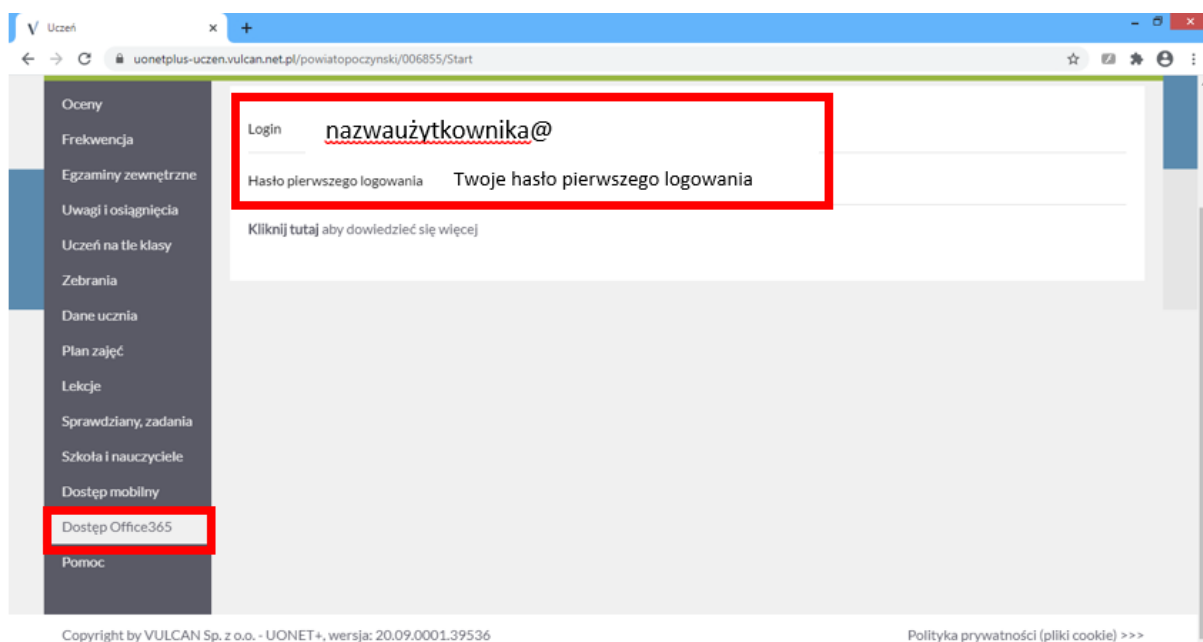 Uczeń
uonetplus-uczen.vulcan.net.pl/powiatopoczynski/006855/Start
Oceny
Frekwencja
Egzaminy zewnętrzne
Uwagi i osiągnięcia
Uczeń na tle klasy
Zebrania
Dane ucznia
Plan zajęć
Lekcje
Sprawdziany, zadania
Szkoła i nauczyciele
Dostęp mobilny
Dostęp Office365
Pomoc
Login nazwaużytkownika@
Hasło pierwszego logowania Twoje hasło pierwszego logowania
Kliknij tutaj aby dowiedzieć się więcej
Copyright by VULCAN Sp. z o.o. - UONET+, wersja: 20.09.0001.39536
Polityka prywatności (pliki cookie) >>>